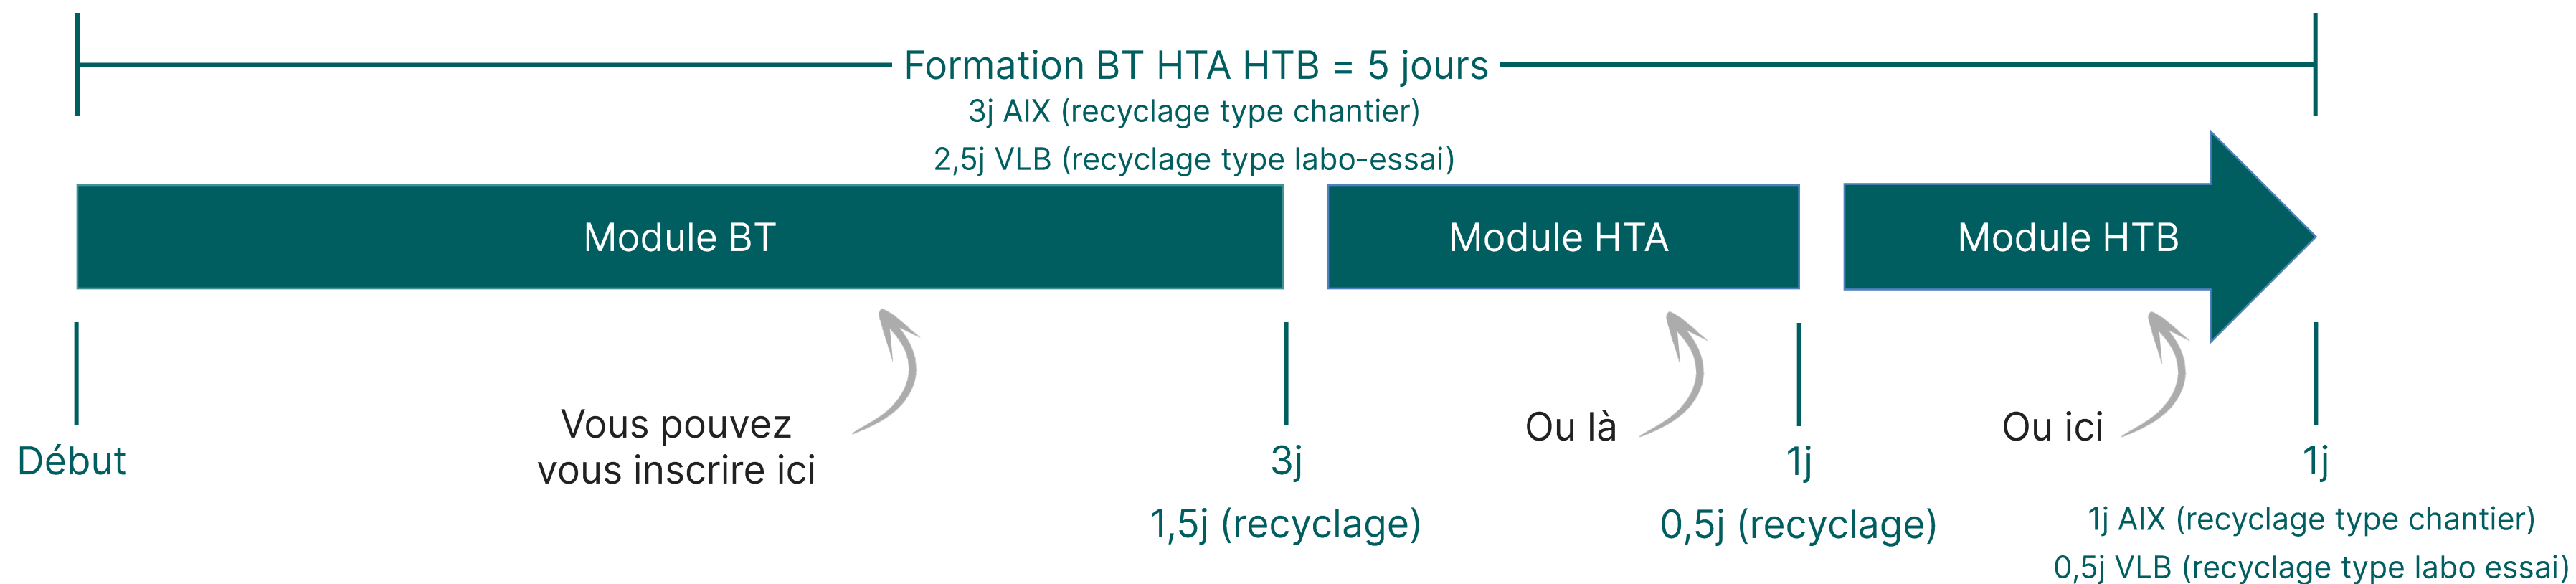 Formation BT HTA HTB = 5 jours
3j AIX (recyclage type chantier)
2,5j VLB (recyclage type labo-essai)
Module BT
Module HTA
Module HTB
Vous pouvez
vous inscrire ici
Ou là
Ou ici
Début
3j
1j
1j
1,5j (recyclage)
0,5j (recyclage)
1j AIX (recyclage type chantier)
0,5j VLB (recyclage type labo essai)